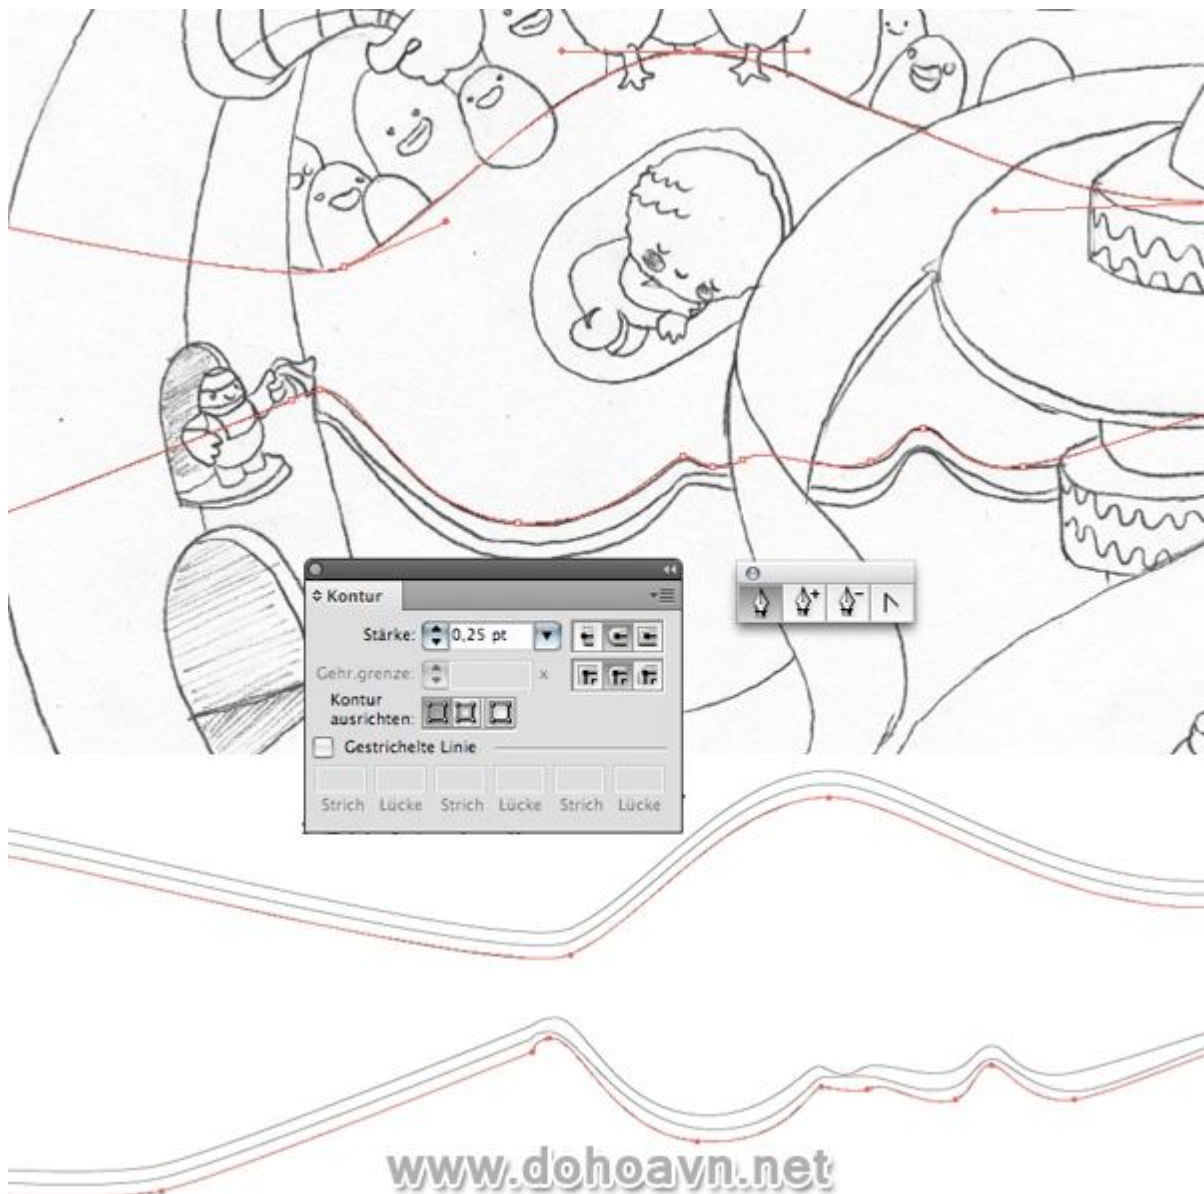 Kontur
Stärke: 0,25 pt
Gehr.grenze: x
Kontur
ausrichten:
Gestrichelte Linie
Strich Lücke Strich Lücke Strich Lücke
www.dohoavn.net